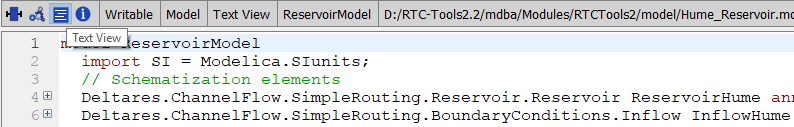 Writable Model Text View ReservoirModel D:/RTC-Tools2.2/mdba/Modules/RTCTools2/model/Hume_Reservoir.mo
Text View
1 ReservoirModel
2 import SI = Modelica.SIunits;
3 // Schematization elements
4 Deltares.ChannelFlow.SimpleRouting.Reservoir.Reservoir ReservoirHume ann
6 Deltares.ChannelFlow.SimpleRouting.BoundaryConditions.Inflow InflowHume